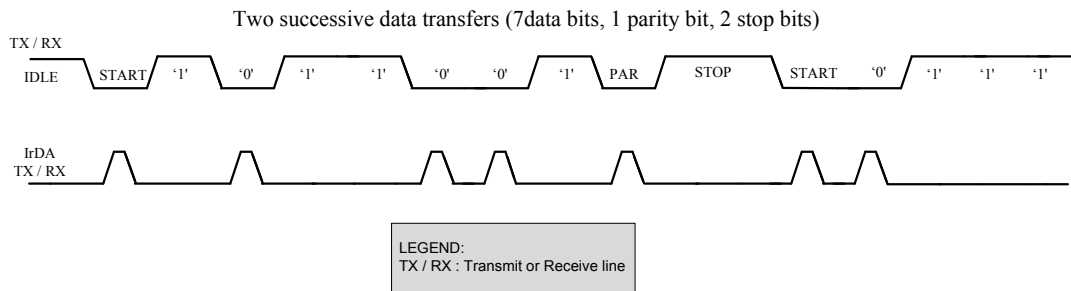 Two successive data transfers (7data bits, 1 parity bit, 2 stop bits)
TX / RX
IDLE START ‘1' ‘0' ‘1' ‘1' ‘0' ‘0' ‘1' PAR STOP START ‘0' ‘1' ‘1' ‘1'
IrDA
TX / RX
LEGEND:
TX / RX : Transmit or Receive line